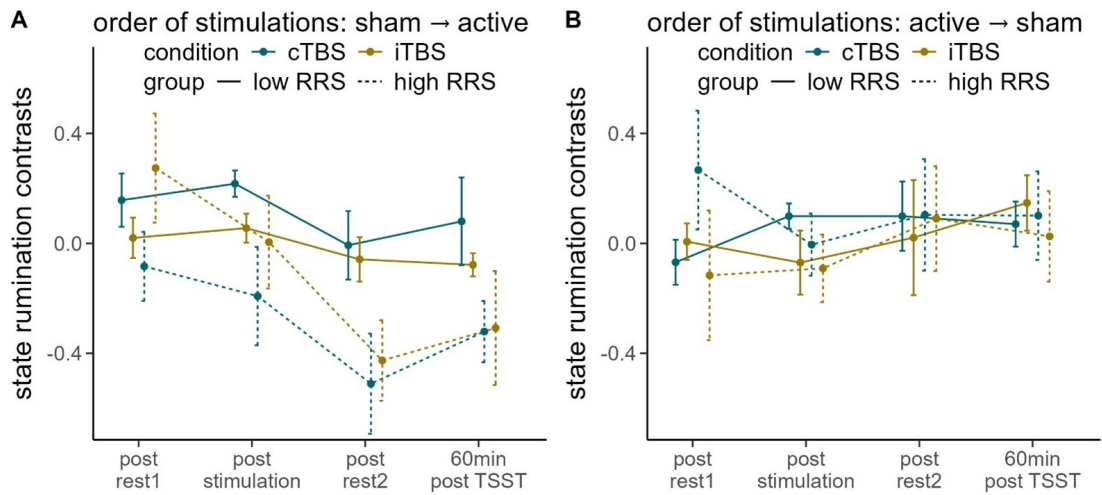 A
order of stimulations: sham → active
condition cTBS iTBS
group low RRS high RRS
state rumination contrasts
0.4
0.0
-0.4
post rest1
post stimulation
post rest2
60min post TSST
B
order of stimulations: active → sham
condition cTBS iTBS
group low RRS high RRS
state rumination contrasts
0.4
0.0
-0.4
post rest1
post stimulation
post rest2
60min post TSST